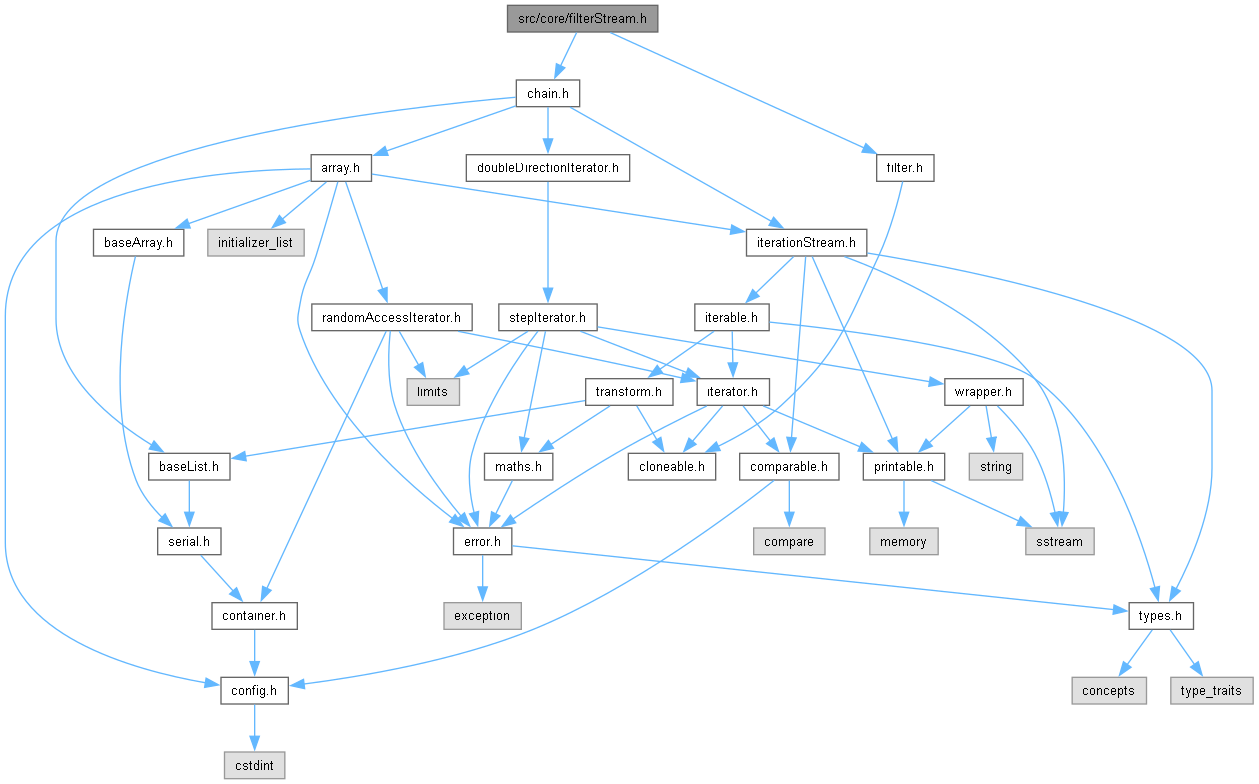 src/core/filterStream.h
chain.h
array.h
doubleDirectionIterator.h
filter.h
baseArray.h
initializer_list
iterationStream.h
randomAccessIterator.h
stepIterator.h
iterable.h
limits
transform.h
iterator.h
wrapper.h
baseList.h
maths.h
cloneable.h
comparable.h
printable.h
string
serial.h
error.h
compare
memory
sstream
container.h
exception
types.h
config.h
concepts
type_traits
cstdint